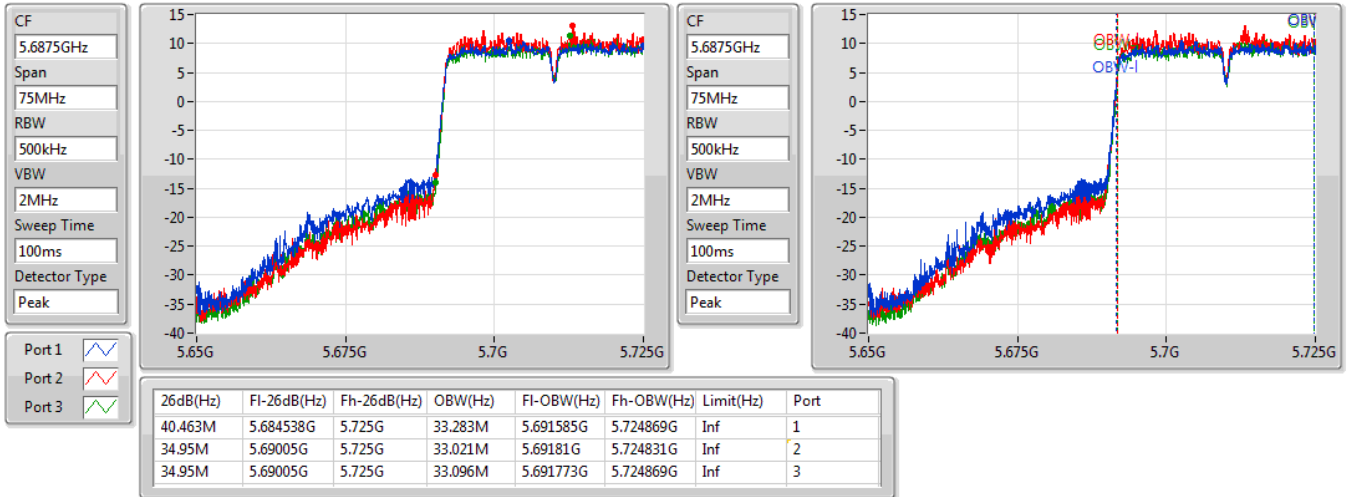 CF
5.6875GHz
Span
75MHz
RBW
500kHz
VBW
2MHz
Sweep Time
100ms
Detector Type
Peak
15
10
5
0
-5
-10
-15
-20
-25
-30
-35
-40
5.65G 5.675G 5.7G 5.725G
CF
5.6875GHz
Span
75MHz
RBW
500kHz
VBW
2MHz
Sweep Time
100ms
Detector Type
Peak
15
10
5
0
-5
-10
-15
-20
-25
-30
-35
-40
OBW
OBW
OBW-l
OBV
5.65G 5.675G 5.7G 5.725G
Port 1
Port 2
Port 3
26dB(Hz) Fl-26dB(Hz) Fh-26dB(Hz) OBW(Hz) Fl-OBW(Hz) Fh-OBW(Hz) Limit(Hz) Port
40.463M 5.684538G 5.725G 33.283M 5.691585G 5.724869G Inf 1
34.95M 5.69005G 5.725G 33.021M 5.69181G 5.724831G Inf 2
34.95M 5.69005G 5.725G 33.096M 5.691773G 5.724869G Inf 3